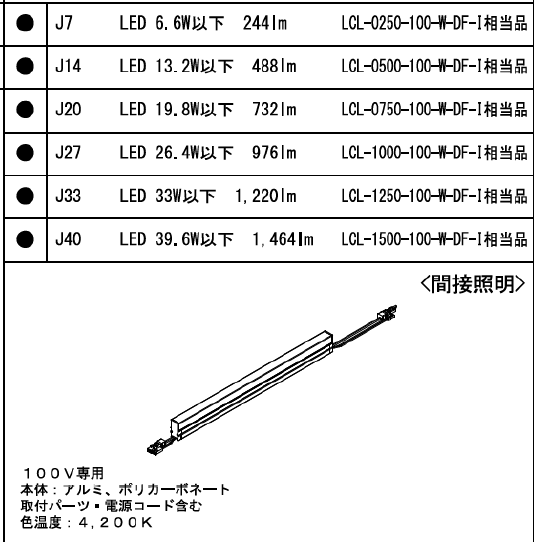 ● J7 LED 6.6W以下 244lm LCL-0250-100-W-DF-I相当品
● J14 LED 13.2W以下 488lm LCL-0500-100-W-DF-I相当品
● J20 LED 19.8W以下 732lm LCL-0750-100-W-DF-I相当品
● J27 LED 26.4W以下 976lm LCL-1000-100-W-DF-I相当品
● J33 LED 33W以下 1,220lm LCL-1250-100-W-DF-I相当品
● J40 LED 39.6W以下 1,464lm LCL-1500-100-W-DF-I相当品
<間接照明>
100V専用
本体:アルミ、ポリカーボネート
取付パーツ・電源コード含む
色温度:4,200K